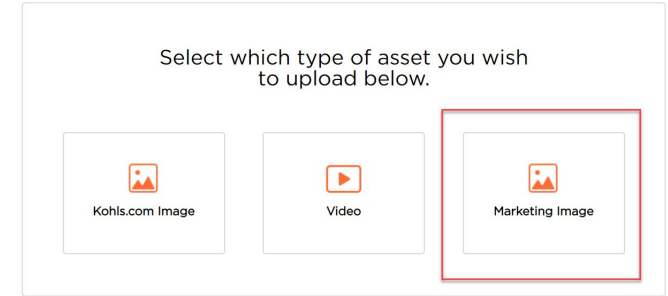 Select which type of asset you wish
to upload below.
Kohls.com Image
Video
Marketing Image